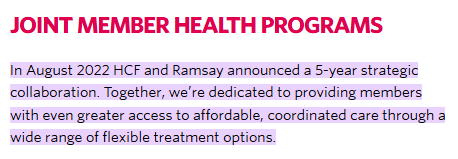 JOINT MEMBER HEALTH PROGRAMS
In August 2022 HCF and Ramsay announced a 5-year strategic
collaboration. Together, we’re dedicated to providing members
with even greater access to affordable, coordinated care through a
wide range of flexible treatment options.